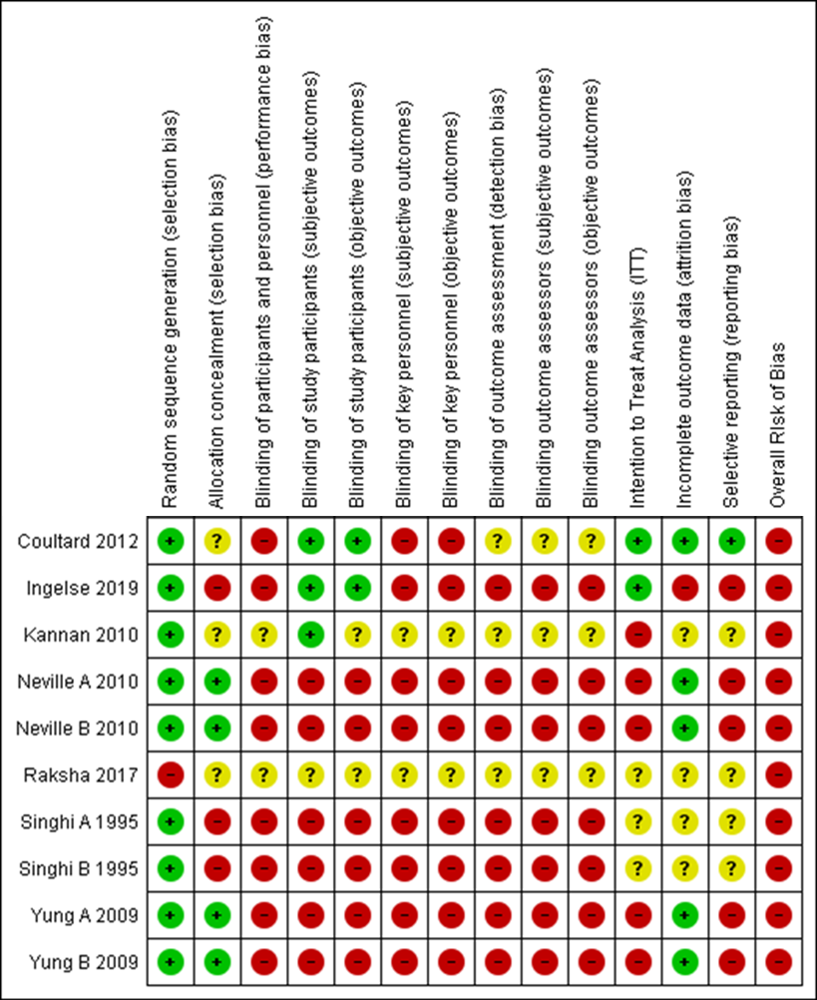 Random sequence generation (selection bias)
Allocation concealment (selection bias)
Blinding of participants and personnel (performance bias)
Blinding of study participants (subjective outcomes)
Blinding of study participants (objective outcomes)
Blinding of key personnel (subjective outcomes)
Blinding of key personnel (objective outcomes)
Blinding of outcome assessment (detection bias)
Blinding outcome assessors (subjective outcomes)
Blinding outcome assessors (objective outcomes)
Intention to Treat Analysis (ITT)
Incomplete outcome data (attrition bias)
Selective reporting (reporting bias)
Overall RIsk of Bias
Coultard 2012 + ? - + + - - ? ? ? + + + -
Ingelse 2019 + - - + + - - - - - + - - -
Kannan 2010 + ? ? + ? ? ? ? ? ? - ? ? -
Neville A 2010 + + - - - - - - - - - + - -
Neville B 2010 + + - - - - - - - - - + - -
Raksha 2017 - ? ? ? ? ? ? ? ? ? ? ? ? -
Singhi A 1995 + - - - - - - - - - ? ? ? -
Singhi B 1995 + - - - - - - - - - ? ? ? -
Yung A 2009 + + - - - - - - - - - + - -
Yung B 2009 + + - - - - - - - - - + - -